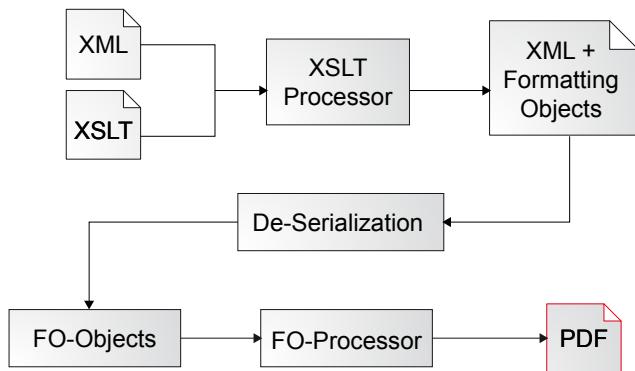 XML
XSLT
XSLT
Processor
XML +
Formatting
Objects
De-Serialization
FO-Objects
FO-Processor
PDF